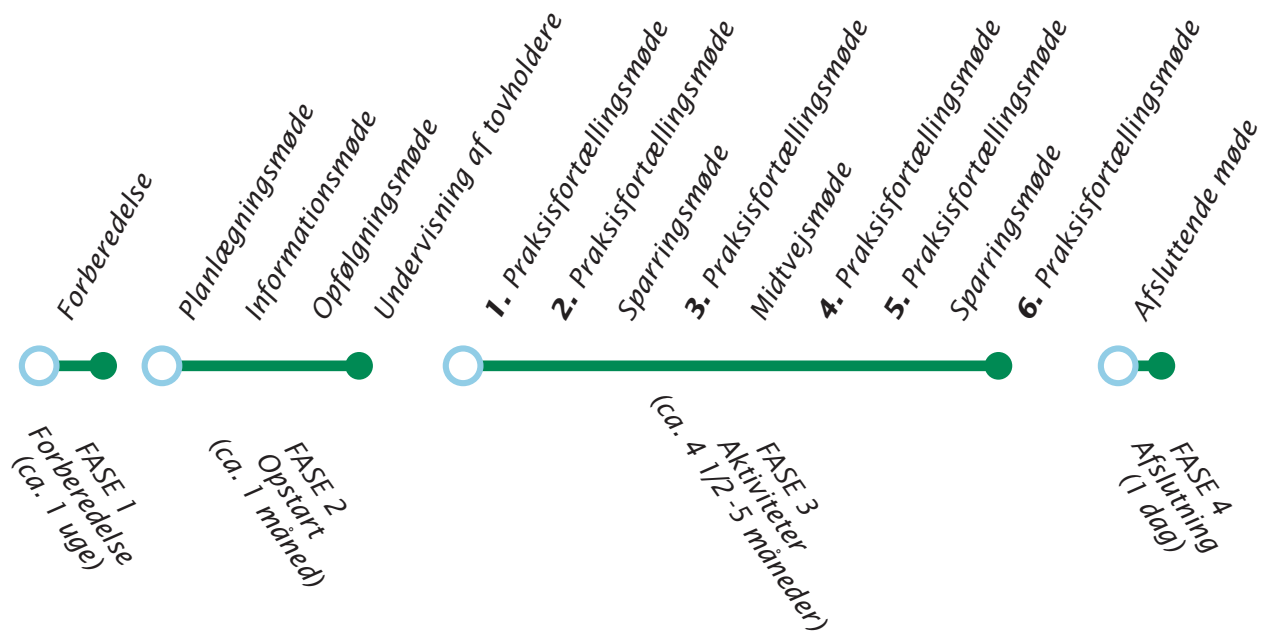 Forberedelse
Planlægningsmøde
Informationsmøde
Opfølgningsmøde
Undervisning af tovholdere
1. Praksisfortællingsmøde
2. Praksisfortællingsmøde
Sparringsmøde
3. Praksisfortællingsmøde
Midtvejsmøde
4. Praksisfortællingsmøde
5. Praksisfortællingsmøde
Sparringsmøde
6. Praksisfortællingsmøde
Afsluttende møde
FASE 1
Forberedelse
(ca. 1 uge)
FASE 2
Opstart
(ca. 1 måned)
FASE 3
Aktiviteter
(ca. 4 1/2 -5 måneder)
FASE 4
Afslutning
(1 dag)